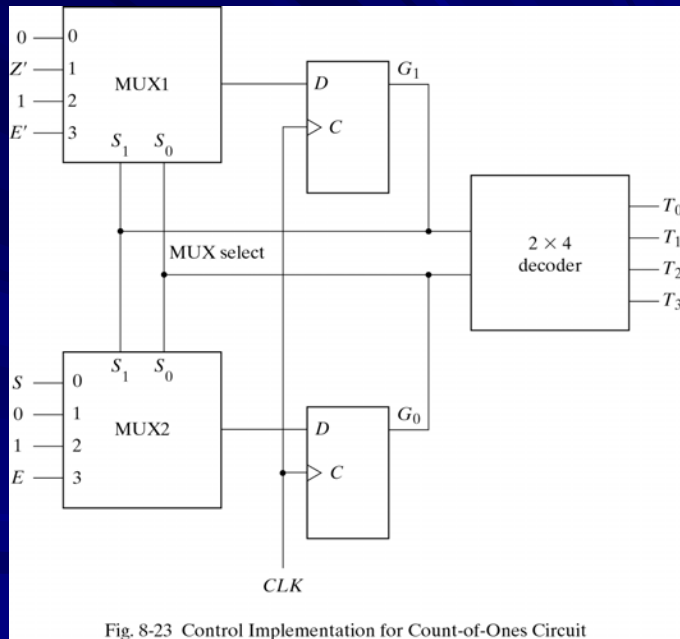 0 0
Z' 1
1 2
E' 3
MUX1
S₁ S₀
D
C
G₁
MUX select
2 × 4
decoder
T₀
T₁
T₂
T₃
S₁ S₀
S 0
0 1
1 2
E 3
MUX2
D
C
G₀
CLK
Fig. 8-23 Control Implementation for Count-of-Ones Circuit